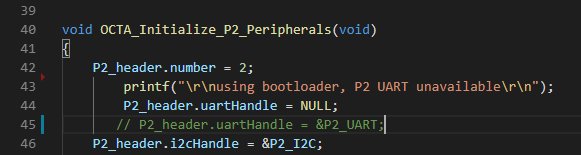 39
40 void OCTA_Initialize_P2_Peripherals(void)
41 {
42 P2_header.number = 2;
43 printf("\r\nusing bootloader, P2 UART unavailable\r\n");
44 P2_header.uartHandle = NULL;
45 // P2_header.uartHandle = &P2_UART;
46 P2_header.i2cHandle = &P2_I2C;